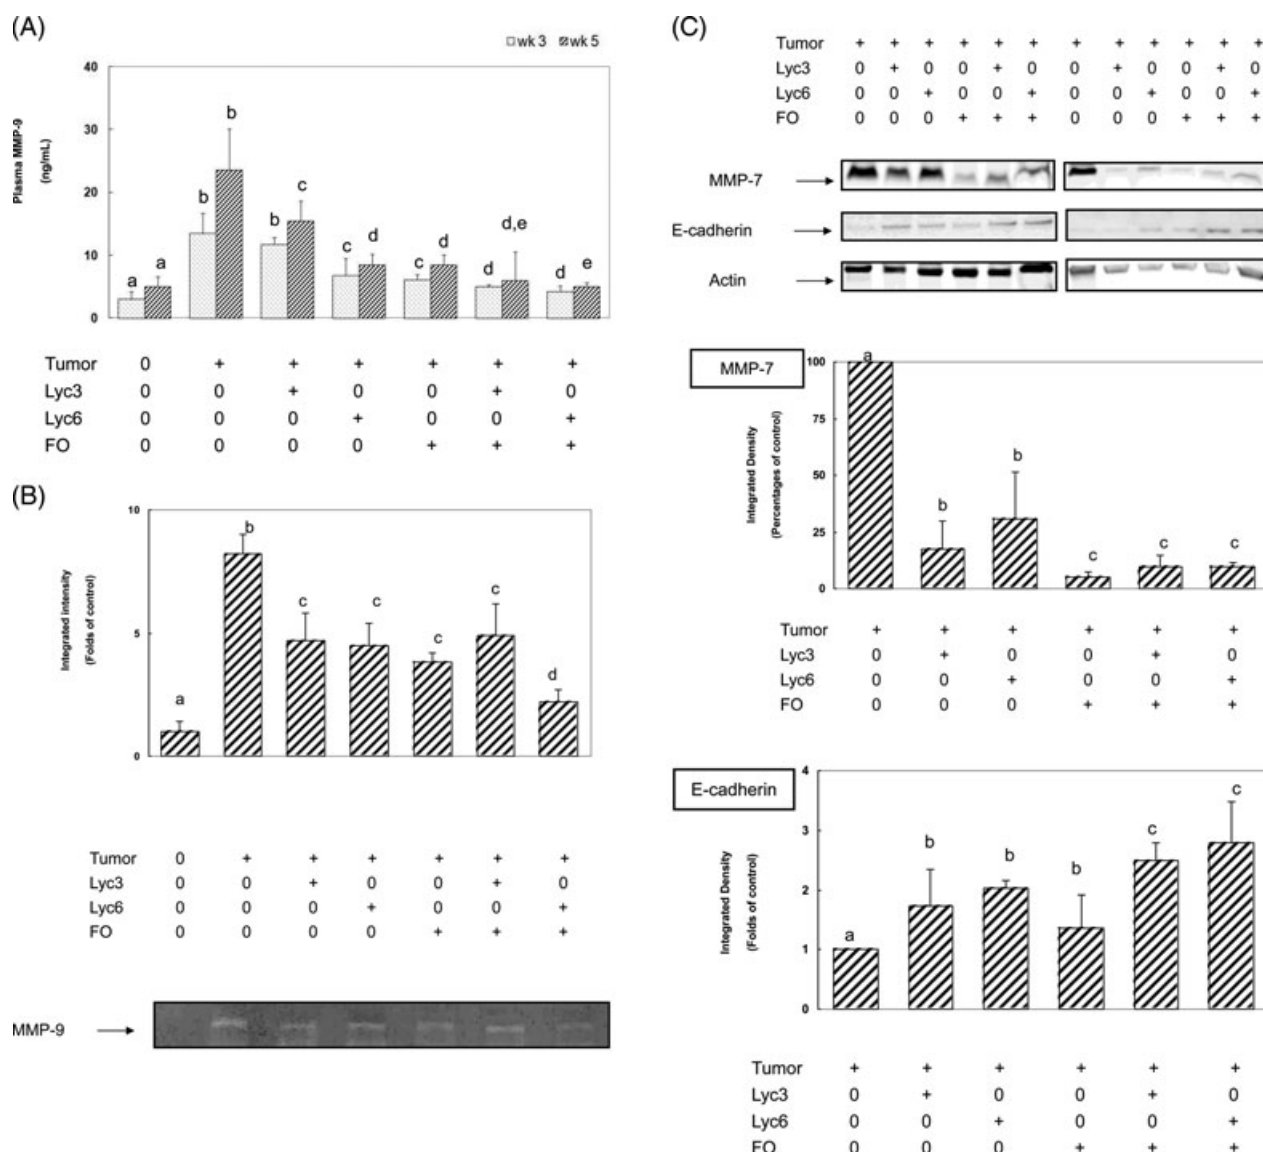 (A)
wk 3 wk 5
Plasma MMP-9
(ng/mL)
40
30
20
10
0
a a b b b c c d c d d d,e d e
Tumor 0 + + + + + +
Lyc3 0 0 + 0 0 + 0
Lyc6 0 0 0 + 0 0 +
FO 0 0 0 0 + + +
(B)
Integrated intensity
(Folds of control)
10
5
0
a b c c c c d
Tumor 0 + + + + + +
Lyc3 0 0 + 0 0 + 0
Lyc6 0 0 0 + 0 0 +
FO 0 0 0 0 + + +
MMP-9
(C)
Tumor + + + + + + + + + + + +
Lyc3 0 + 0 0 + 0 0 + 0 0 + 0
Lyc6 0 0 + 0 0 + 0 0 + 0 0 +
FO 0 0 0 + + + 0 0 0 + + +
MMP-7
E-cadherin
Actin
MMP-7
Integrated Density
(Percentages of control)
100
75
50
25
0
a b b c c c
Tumor + + + + + +
Lyc3 0 + 0 0 + 0
Lyc6 0 0 + 0 0 +
FO 0 0 0 + + +
E-cadherin
Integrated Density
(Folds of control)
4
3
2
1
0
a b b b c c
Tumor + + + + + +
Lyc3 0 + 0 0 + 0
Lyc6 0 0 + 0 0 +
FO 0 0 0 + + +